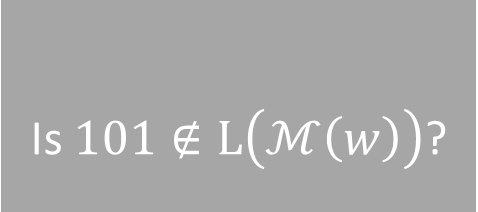 Is 101 ∉ L(ℳ(w))?